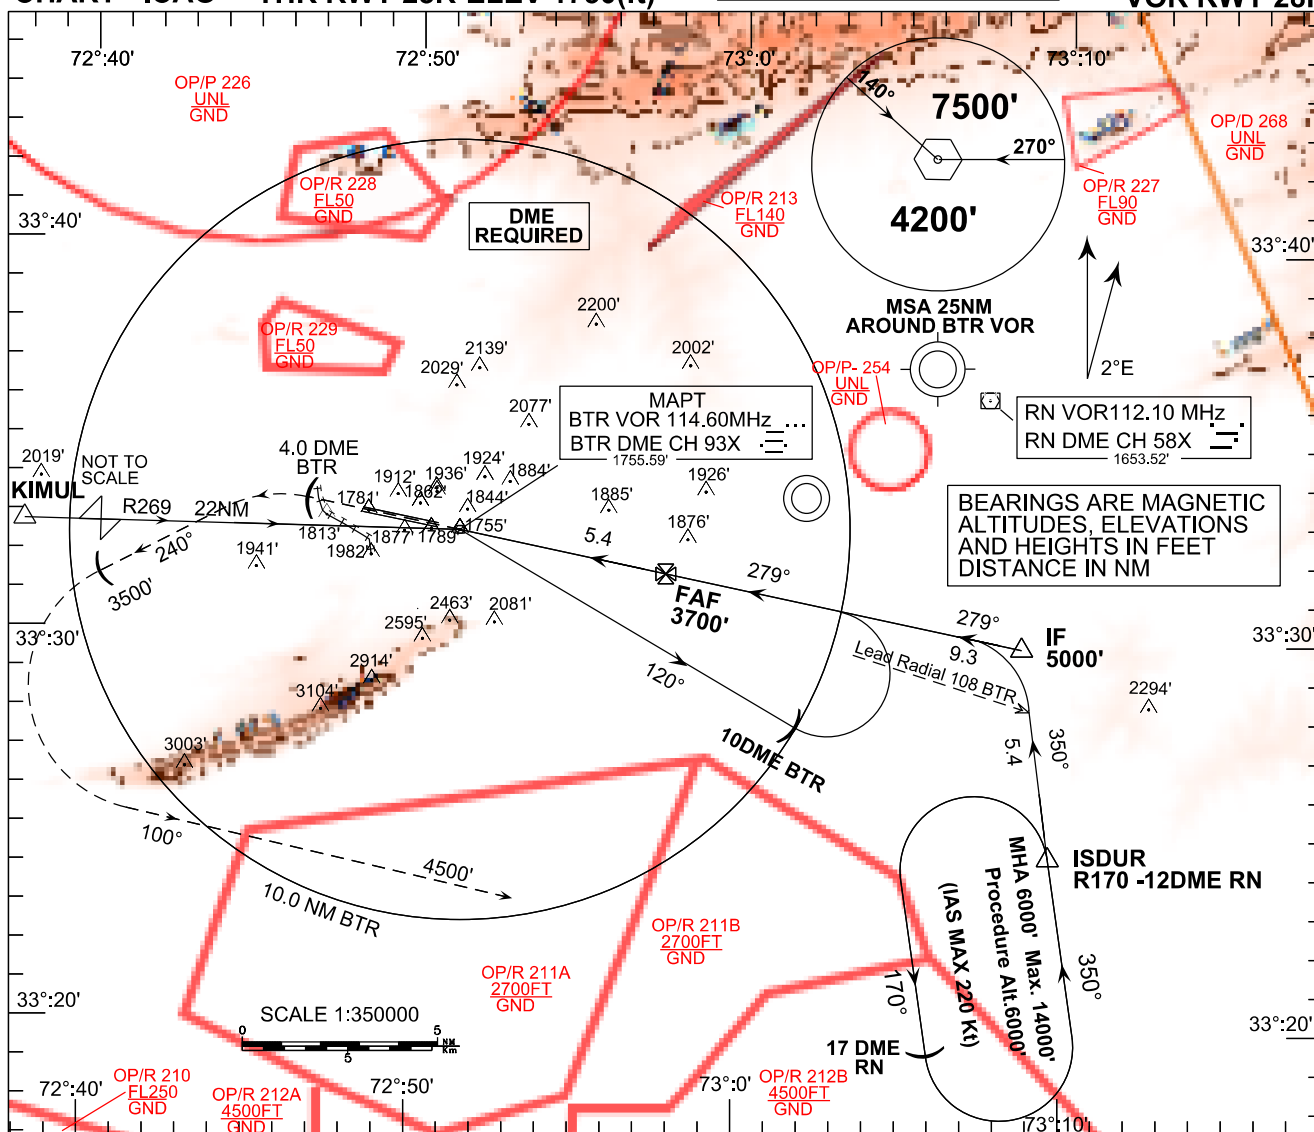 72°:40'
72°:50'
73°:0'
73°:10'
OP/P 226
UNL
GND
140°
7500'
270°
4200'
OP/D 268
UNL
GND
OP/R 228
FL50
GND
OP/R 213
FL140
GND
OP/R 227
FL90
GND
33°:40'
DME
REQUIRED
33°:40'
MSA 25NM
AROUND BTR VOR
2°E
2200'
OP/R 229
FL50
GND
2139'
2029'
2002'
OP/P- 254
UNL
GND
2077'
MAPT
BTR VOR 114.60MHz
BTR DME CH 93X
1755.59'
RN VOR112.10 MHz
RN DME CH 58X
1653.52'
2019'
NOT TO
SCALE
4.0 DME
BTR
KIMUL
R269
22NM
1912'
1936'
1924'
1884'
1862'
1781'
1844'
1885'
1926'
1813'
1982'
1877'
1789'
1755'
1876'
1941'
240°
3500'
5.4
BEARINGS ARE MAGNETIC
ALTITUDES, ELEVATIONS
AND HEIGHTS IN FEET
DISTANCE IN NM
279°
FAF
3700'
279°
9.3
IF
5000'
33°:30'
33°:30'
2463'
2081'
2595'
2914'
3104'
3003'
120°
Lead Radial 108 BTR
2294'
10DME BTR
350°
5.4
ISDUR
R170 -12DME RN
100°
4500'
10.0 NM BTR
MHA 6000' Max. 14000'
Procedure Alt.6000'
(IAS MAX 220 Kt)
170°
350°
17 DME
RN
OP/R 211B
2700FT
GND
OP/R 211A
2700FT
GND
33°:20'
33°:20'
SCALE 1:350000
0
5
NM
Km
5
OP/R 210
FL250
GND
OP/R 212A
4500FT
GND
OP/R 212B
4500FT
GND
72°:40'
72°:50'
73°:0'
73°:10'